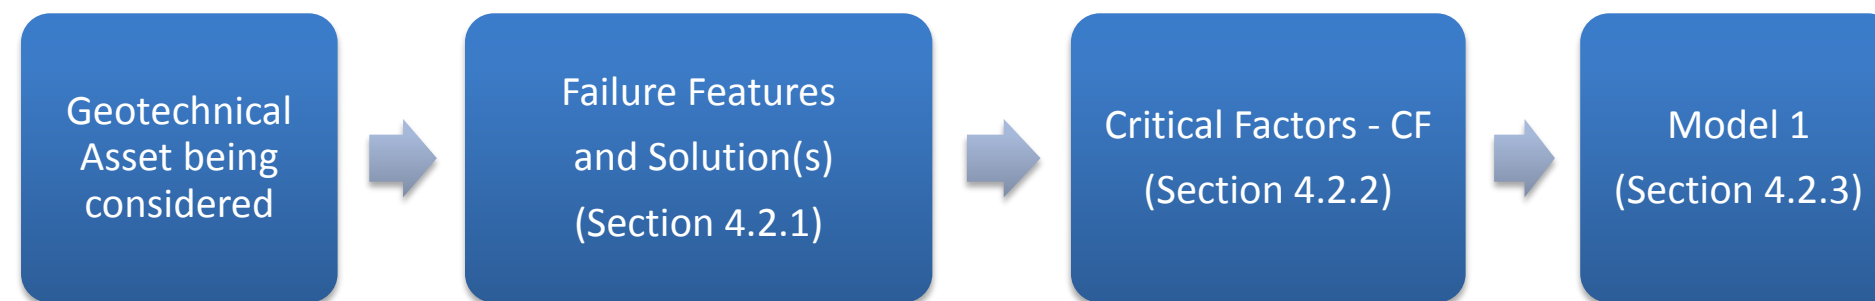 Geotechnical
Asset being
considered
Failure Features
and Solution(s)
(Section 4.2.1)
Critical Factors - CF
(Section 4.2.2)
Model 1
(Section 4.2.3)